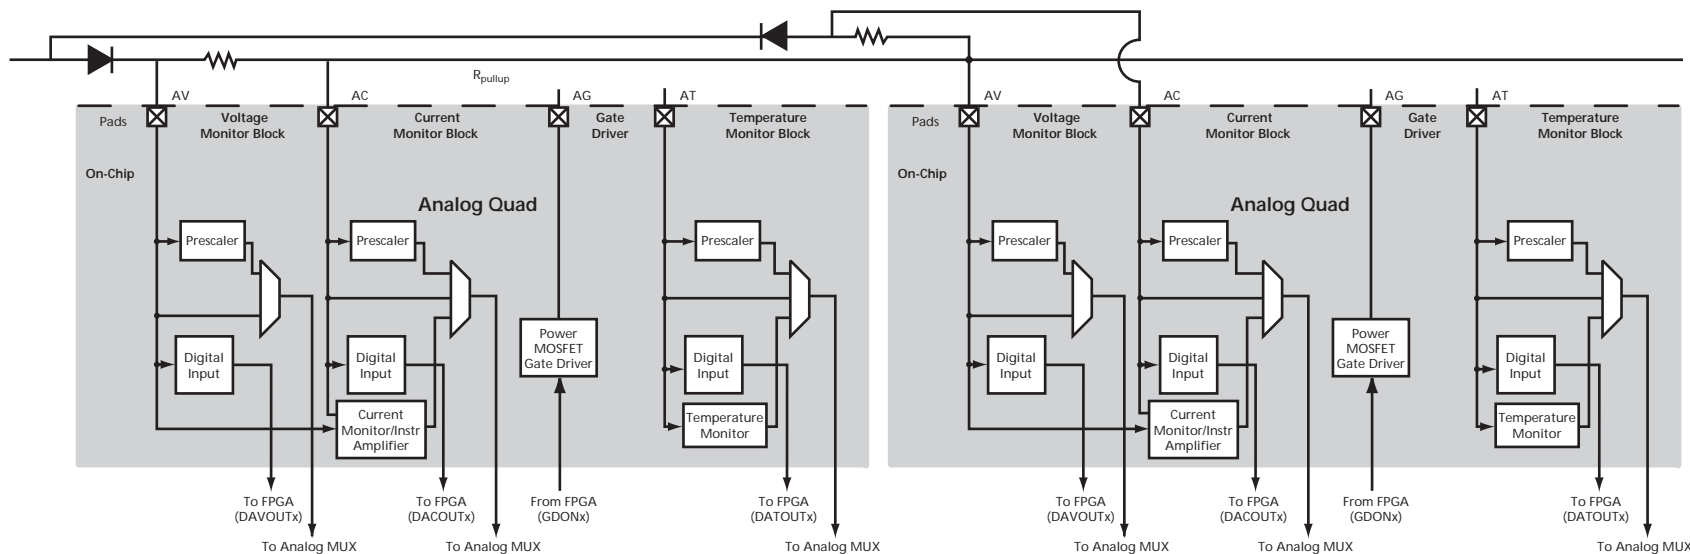 Rpullup
AV
AC
AG
AT
AV
AC
AG
AT
Pads
Voltage
Monitor Block
Current
Monitor Block
Gate
Driver
Temperature
Monitor Block
Pads
Voltage
Monitor Block
Current
Monitor Block
Gate
Driver
Temperature
Monitor Block
On-Chip
On-Chip
Analog Quad
Analog Quad
Prescaler
Prescaler
Prescaler
Prescaler
Prescaler
Prescaler
Digital
Input
Digital
Input
Power
MOSFET
Gate Driver
Digital
Input
Digital
Input
Digital
Input
Power
MOSFET
Gate Driver
Digital
Input
Current
Monitor/Instr
Amplifier
Temperature
Monitor
Current
Monitor/Instr
Amplifier
Temperature
Monitor
To FPGA
(DAVOUTx)
To FPGA
(DACOUTx)
From FPGA
(GDONx)
To FPGA
(DATOUTx)
To FPGA
(DAVOUTx)
To FPGA
(DACOUTx)
From FPGA
(GDONx)
To FPGA
(DATOUTx)
To Analog MUX
To Analog MUX
To Analog MUX
To Analog MUX
To Analog MUX
To Analog MUX